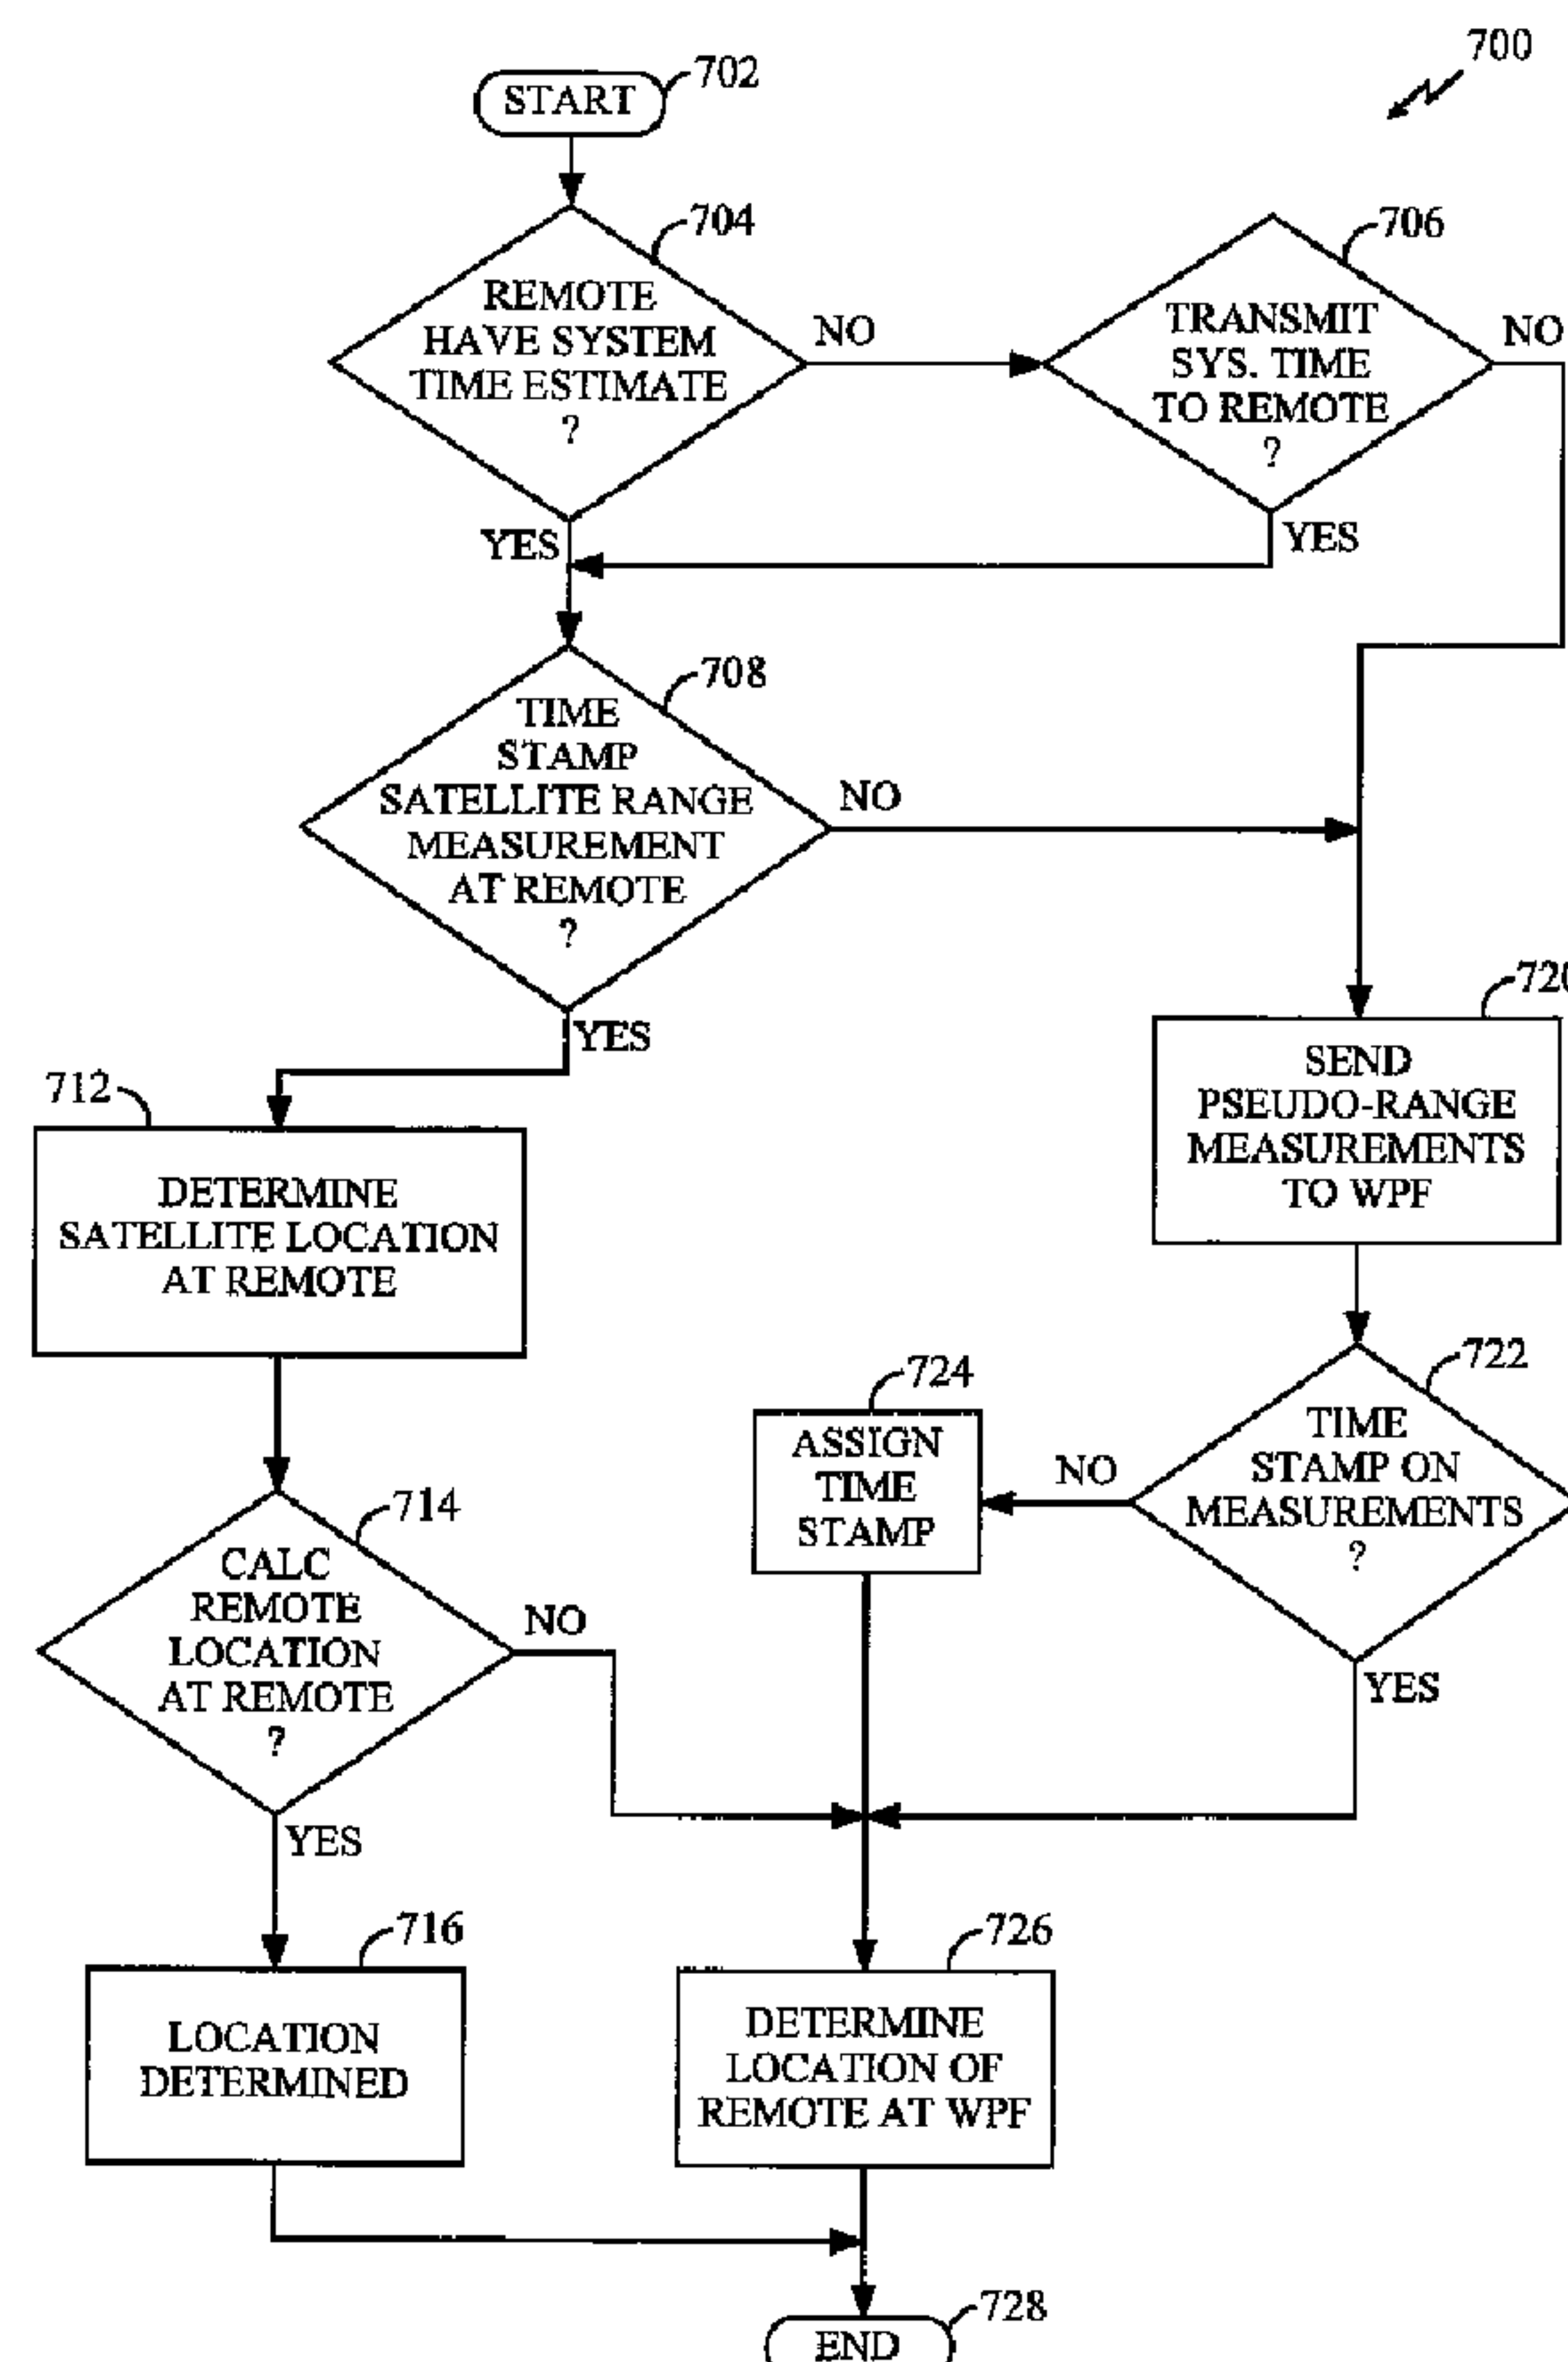 700
702
START
704
REMOTE
HAVE SYSTEM
TIME ESTIMATE
?
NO
YES
706
TRANSMIT
SYS. TIME
TO REMOTE
?
NO
YES
708
TIME
STAMP
SATELLITE RANGE
MEASUREMENT
AT REMOTE
?
NO
YES
712
DETERMINE
SATELLITE LOCATION
AT REMOTE
714
CALC
REMOTE
LOCATION
AT REMOTE
?
NO
YES
716
LOCATION
DETERMINED
720
SEND
PSEUDO-RANGE
MEASUREMENTS
TO WPF
722
TIME
STAMP ON
MEASUREMENTS
?
NO
YES
724
ASSIGN
TIME
STAMP
726
DETERMINE
LOCATION OF
REMOTE AT WPF
728
END